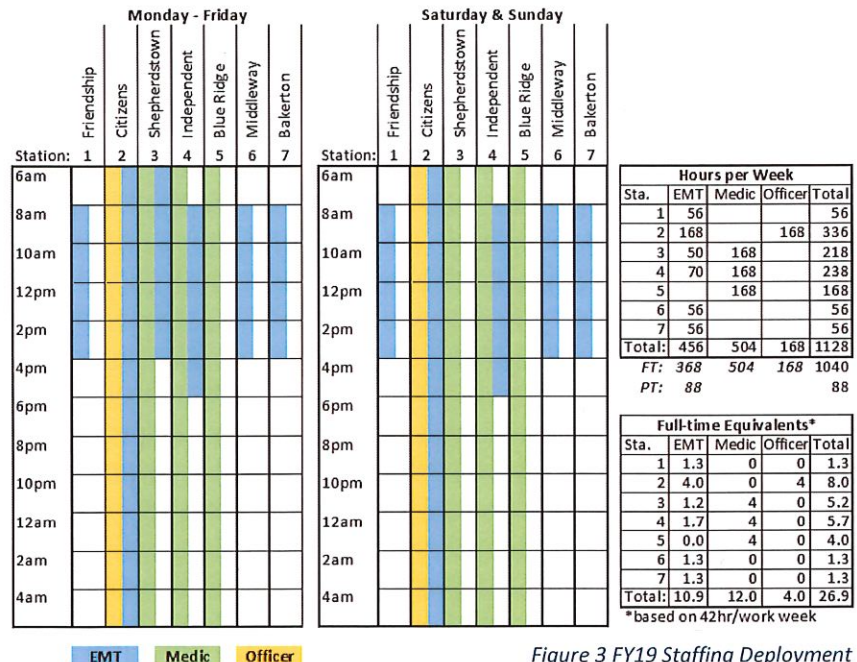 Monday - Friday
Friendship Citizens Shepherdstown Independent Blue Ridge Middleway Bakerton
Station: 1 2 3 4 5 6 7
6am
8am
10am
12pm
2pm
4pm
6pm
8pm
10pm
12am
2am
4am
Saturday & Sunday
Friendship Citizens Shepherdstown Independent Blue Ridge Middleway Bakerton
Station: 1 2 3 4 5 6 7
6am
8am
10am
12pm
2pm
4pm
6pm
8pm
10pm
12am
2am
4am
Hours per Week
Sta. EMT Medic Officer Total
1 56 56
2 168 168 336
3 50 168 218
4 70 168 238
5 168 168
6 56 56
7 56 56
Total: 456 504 168 1128
FT: 368 504 168 1040
PT: 88 88
Full-time Equivalents*
Sta. EMT Medic Officer Total
1 1.3 0 0 1.3
2 4.0 0 4 8.0
3 1.2 4 0 5.2
4 1.7 4 0 5.7
5 0.0 4 0 4.0
6 1.3 0 0 1.3
7 1.3 0 0 1.3
Total: 10.9 12.0 4.0 26.9
*based on 42hr/work week
EMT Medic Officer
Figure 3 FY19 Staffing Deployment